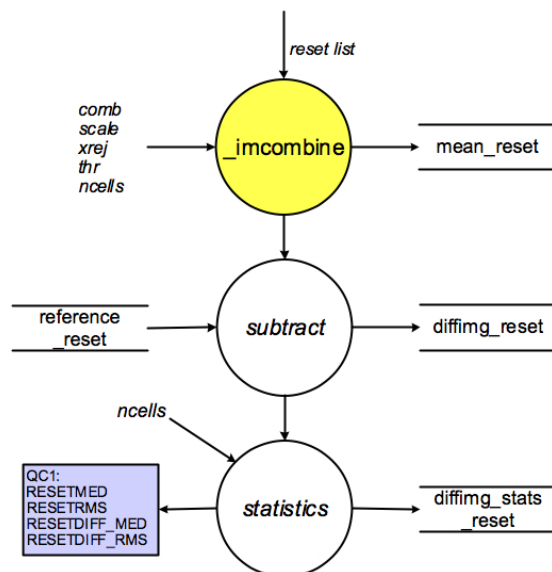 reset list
comb
scale
xrej
thr
ncells
_imcombine
mean_reset
reference
_reset
subtract
diffimg_reset
ncells
QC1:
RESETMED
RESETRMS
RESETDIFF_MED
RESETDIFF_RMS
statistics
diffimg_stats
_reset